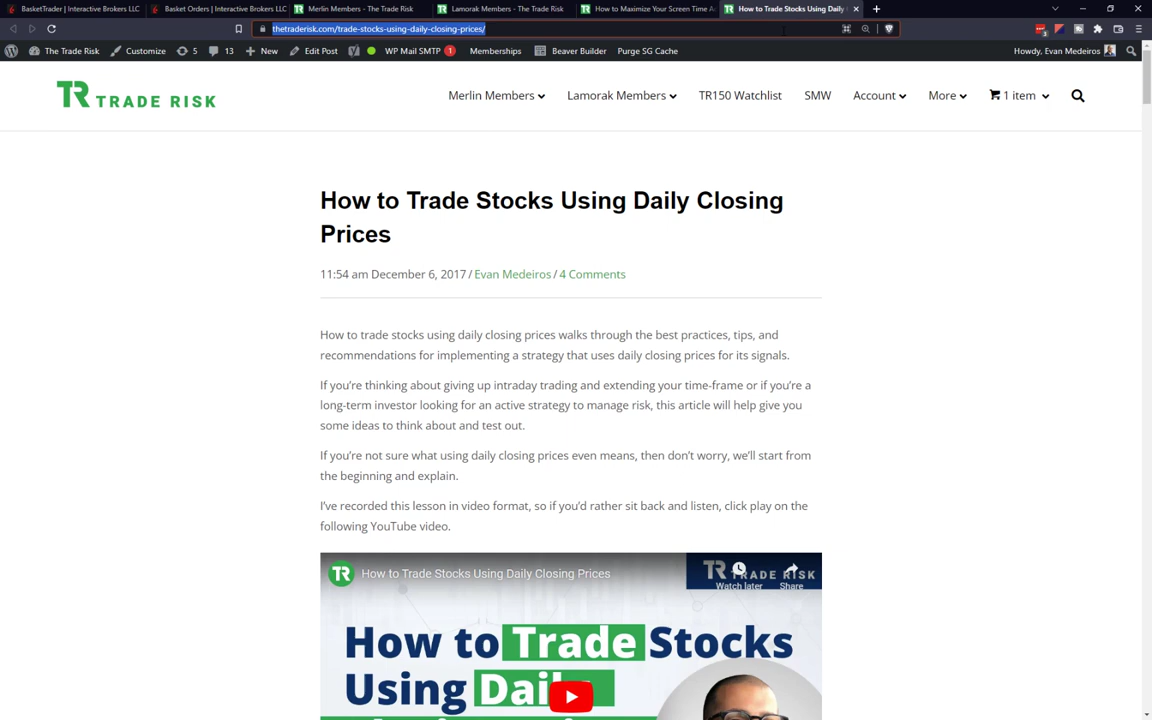 BasketTrader | Interactive Brokers LLC
Basket Orders | Interactive Brokers LLC
Merlin Members - The Trade Risk
Lamorak Members - The Trade Risk
How to Maximize Your Screen Time A
How to Trade Stocks Using Daily C
thetraderisk.com/trade-stocks-using-daily-closing-prices/
The Trade Risk
Customize
5
13
New
Edit Post
WP Mail SMTP 1
Memberships
Beaver Builder
Purge SG Cache
Howdy, Evan Medeiros
TR TRADE RISK
Merlin Members
Lamorak Members
TR150 Watchlist
SMW
Account
More
1 item
How to Trade Stocks Using Daily Closing
Prices
11:54 am December 6, 2017 / Evan Medeiros / 4 Comments
How to trade stocks using daily closing prices walks through the best practices, tips, and
recommendations for implementing a strategy that uses daily closing prices for its signals.
If you're thinking about giving up intraday trading and extending your time-frame or if you're a
long-term investor looking for an active strategy to manage risk, this article will help give you
some ideas to think about and test out.
If you're not sure what using daily closing prices even means, then don't worry, we'll start from
the beginning and explain.
I've recorded this lesson in video format, so if you'd rather sit back and listen, click play on the
following YouTube video.
TR How to Trade Stocks Using Daily Closing Prices
TR TRADE RISK
Watch later
Share
How to Trade Stocks
Using Daily